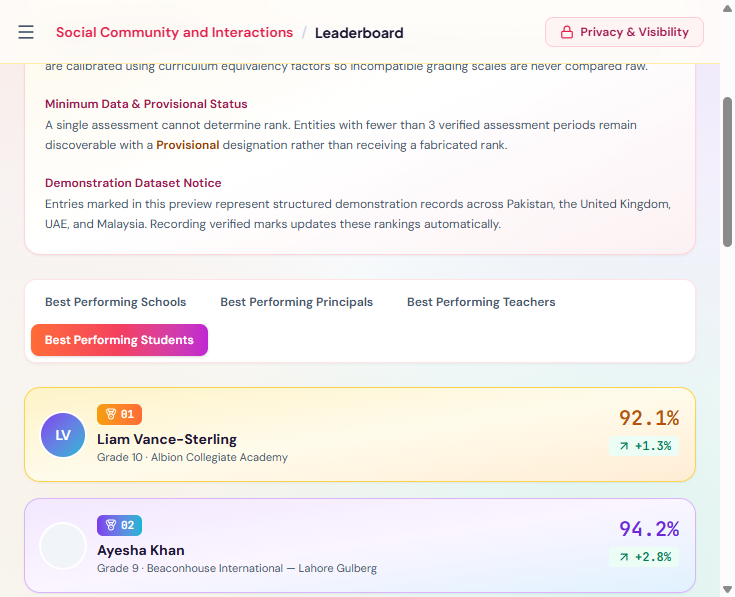 Social Community and Interactions / Leaderboard
Privacy & Visibility
are calibrated using curriculum equivalency factors so incompatible grading scales are never compared raw.
Minimum Data & Provisional Status
A single assessment cannot determine rank. Entities with fewer than 3 verified assessment periods remain
discoverable with a Provisional designation rather than receiving a fabricated rank.
Demonstration Dataset Notice
Entries marked in this preview represent structured demonstration records across Pakistan, the United Kingdom,
UAE, and Malaysia. Recording verified marks updates these rankings automatically.
Best Performing Schools
Best Performing Principals
Best Performing Teachers
Best Performing Students
LV
01
Liam Vance-Sterling
Grade 10 · Albion Collegiate Academy
92.1%
+1.3%
02
Ayesha Khan
Grade 9 · Beaconhouse International — Lahore Gulberg
94.2%
+2.8%